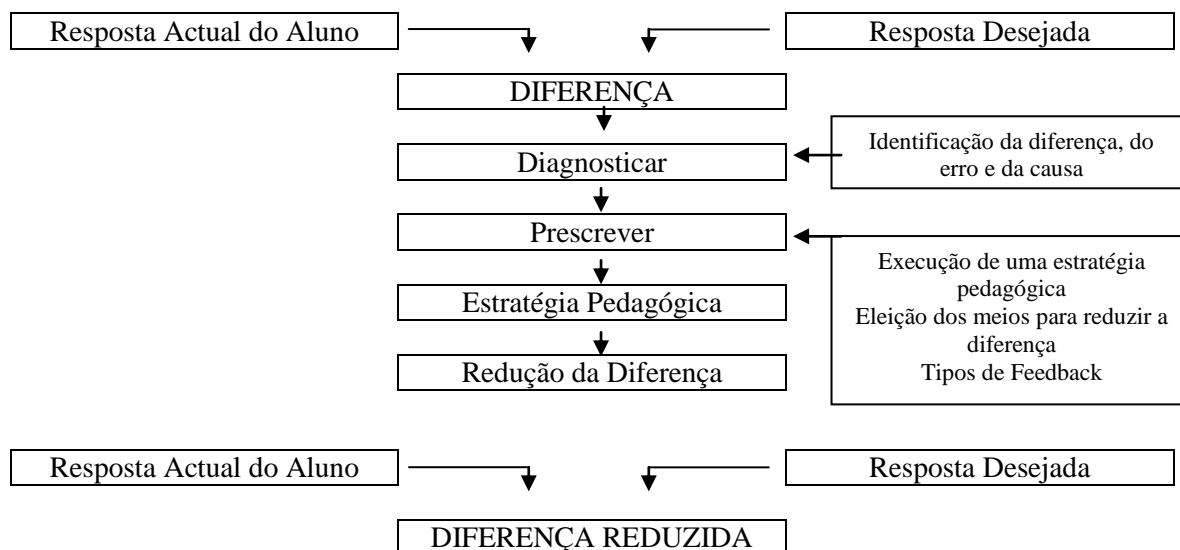 Resposta Actual do Aluno
Resposta Desejada
DIFERENÇA
Diagnosticar
Identificação da diferença, do
erro e da causa
Prescrever
Execução de uma estratégia
pedagógica
Eleição dos meios para reduzir a
diferença
Tipos de Feedback
Estratégia Pedagógica
Redução da Diferença
Resposta Actual do Aluno
Resposta Desejada
DIFERENÇA REDUZIDA